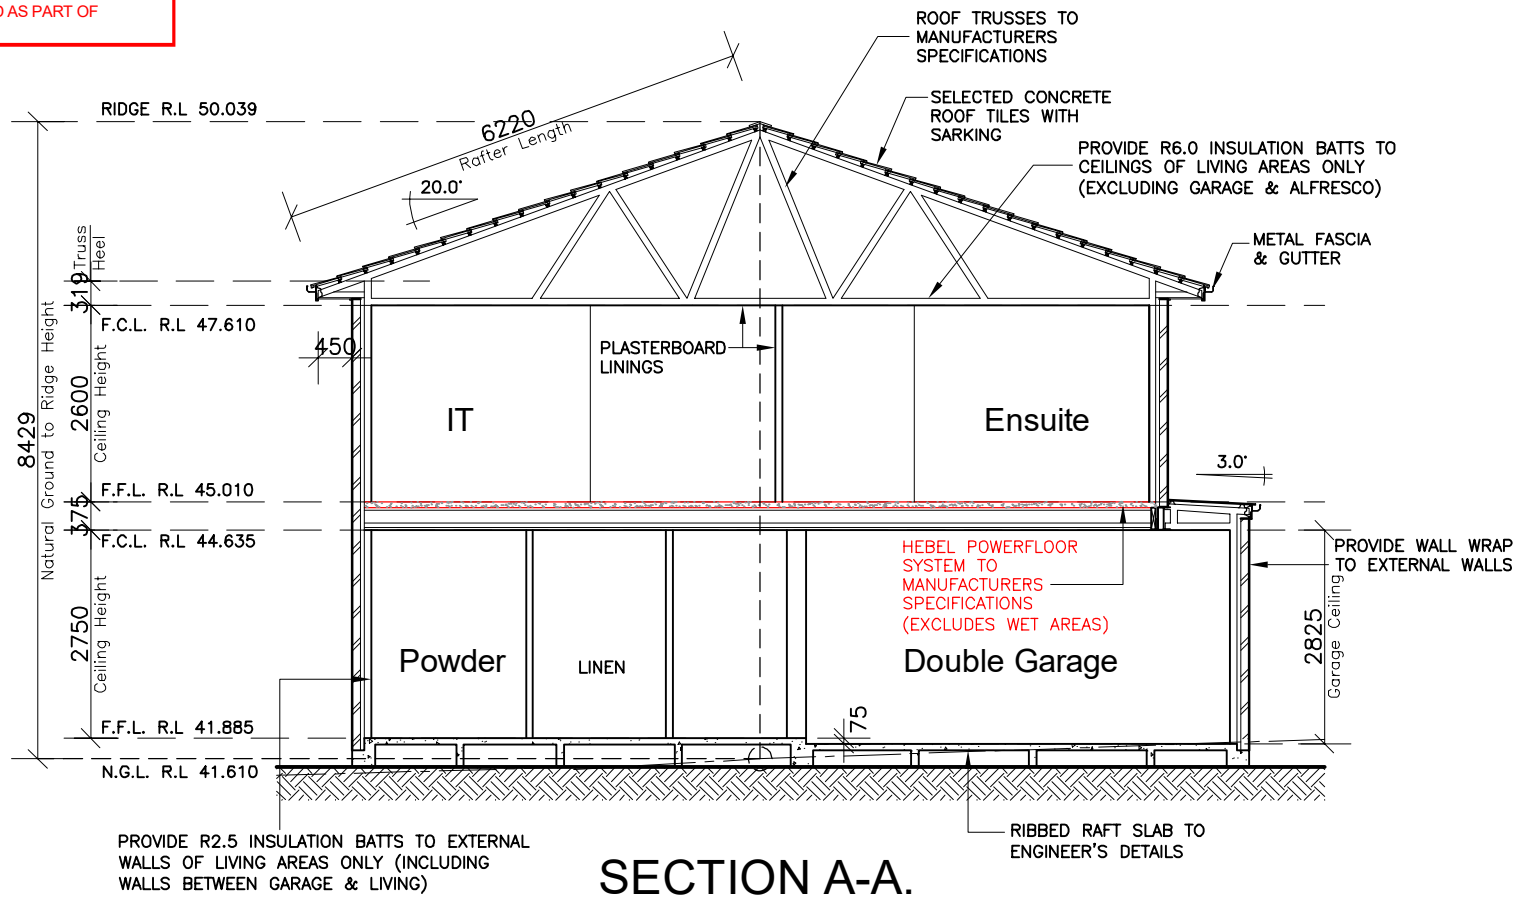 D AS PART OF
ROOF TRUSSES TO
MANUFACTURERS
SPECIFICATIONS
SELECTED CONCRETE
ROOF TILES WITH
SARKING
PROVIDE R6.0 INSULATION BATTS TO
CEILINGS OF LIVING AREAS ONLY
(EXCLUDING GARAGE & ALFRESCO)
METAL FASCIA
& GUTTER
RIDGE R.L 50.039
6220
Rafter Length
20.0°
Truss
Heel
319
F.C.L. R.L 47.610
450
PLASTERBOARD
LININGS
2600
Ceiling Height
8429
Natural Ground to Ridge Height
IT
Ensuite
3.0°
F.F.L. R.L 45.010
375
F.C.L. R.L 44.635
HEBEL POWERFLOOR
SYSTEM TO
MANUFACTURERS
SPECIFICATIONS
(EXCLUDES WET AREAS)
PROVIDE WALL WRAP
TO EXTERNAL WALLS
2750
Ceiling Height
2825
Garage Ceiling
Powder
LINEN
Double Garage
75
F.F.L. R.L 41.885
N.G.L. R.L 41.610
PROVIDE R2.5 INSULATION BATTS TO EXTERNAL
WALLS OF LIVING AREAS ONLY (INCLUDING
WALLS BETWEEN GARAGE & LIVING)
RIBBED RAFT SLAB TO
ENGINEER'S DETAILS
SECTION A-A.